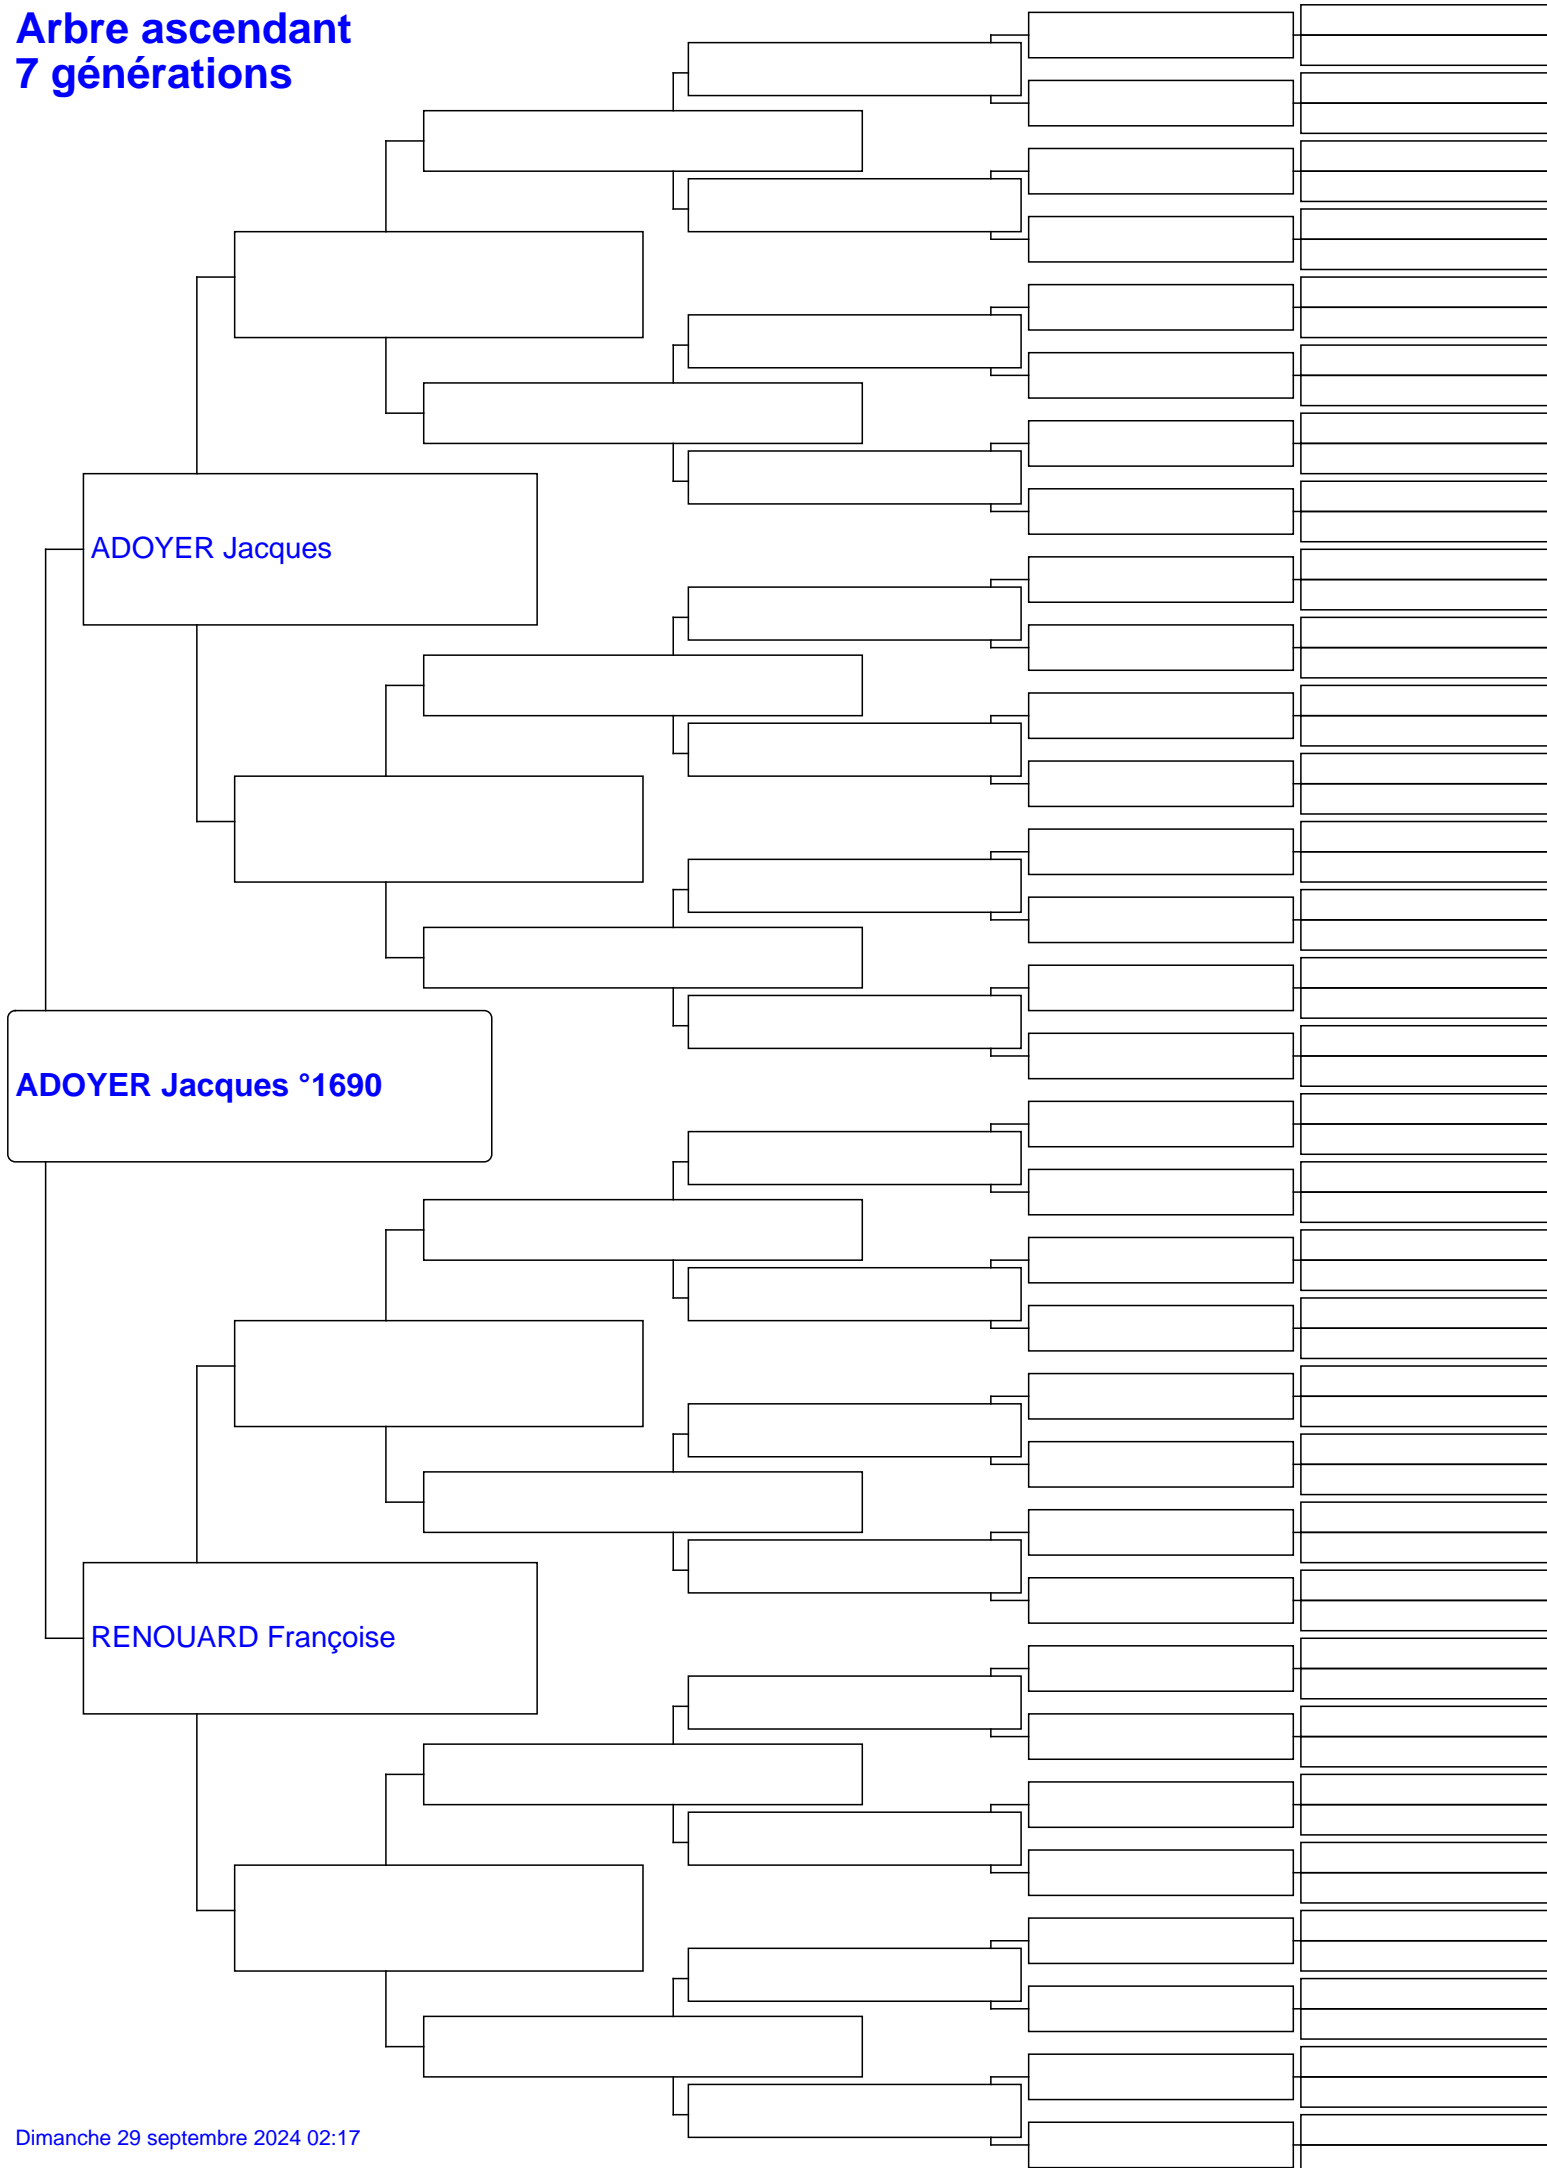 Arbre ascendant
7 générations
ADOYER Jacques
ADOYER Jacques °1690
RENOUARD Françoise
Dimanche 29 septembre 2024 02:17